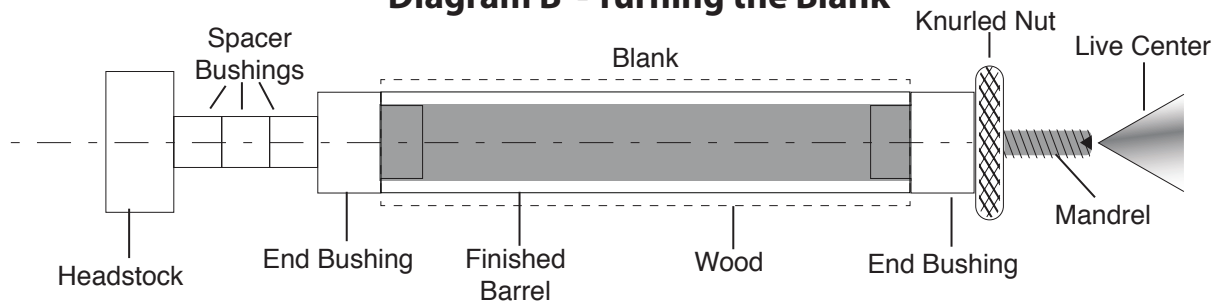 Diagram B - Turning the Blank
Knurled Nut
Spacer
Bushings
Blank
Live Center
Headstock
End Bushing
Finished
Barrel
Wood
End Bushing
Mandrel